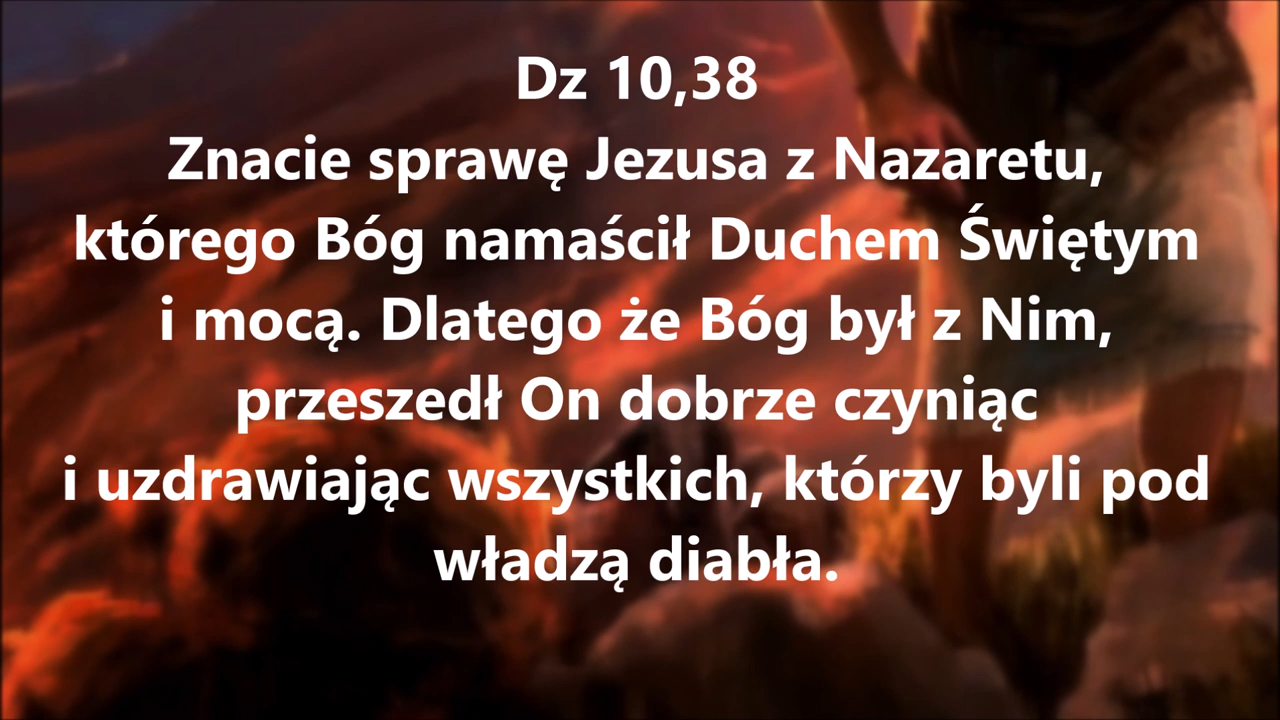 Dz 10,38
Znacie sprawę Jezusa z Nazaretu,
którego Bóg namaścił Duchem Świętym
i mocą. Dlatego że Bóg był z Nim,
przeszedł On dobrze czyniąc
i uzdrawiając wszystkich, którzy byli pod
władzą diabła.